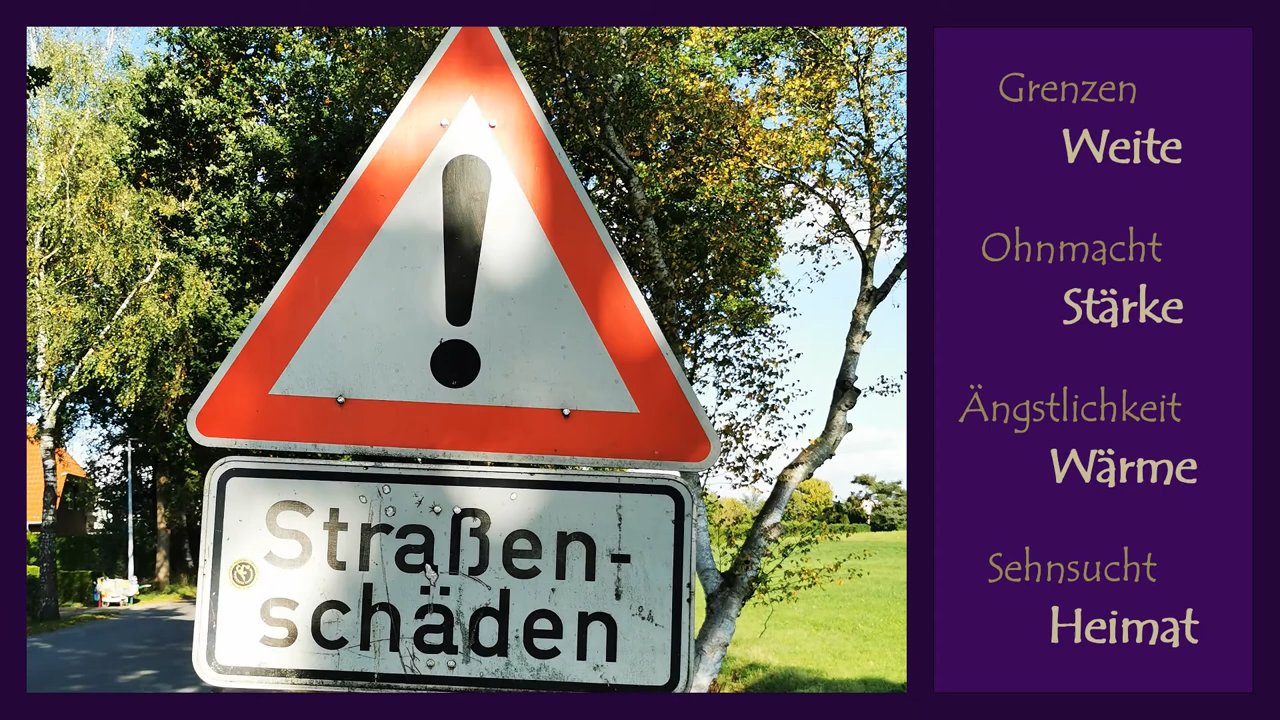 Straßen-
schäden
Grenzen
Weite
Ohnmacht
Stärke
Ängstlichkeit
Wärme
Sehnsucht
Heimat